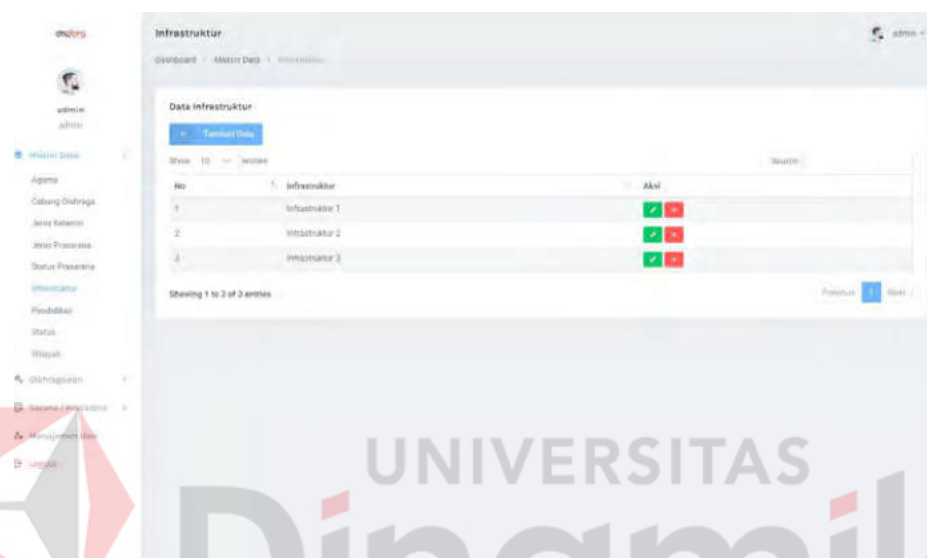 Infrastruktur
admin
Dashboard Master Data Infrastruktur
admin
admin
Data Infrastruktur
Tambah Data
Master Data
Show 10 entries
Search
Agama
No Infrastruktur Aksi
Cabang Olahraga
1 Infrastruktur 1
Jenis Kelamin
2 Infrastruktur 2
Jenis Prasarana
3 Infrastruktur 3
Status Prasarana
Infrastruktur
Showing 1 to 3 of 3 entries
Previous 1 Next
Pendidikan
Status
Wilayah
Olahragawan
Sarana / Prasarana
Manajemen User
Logout
UNIVERSITAS